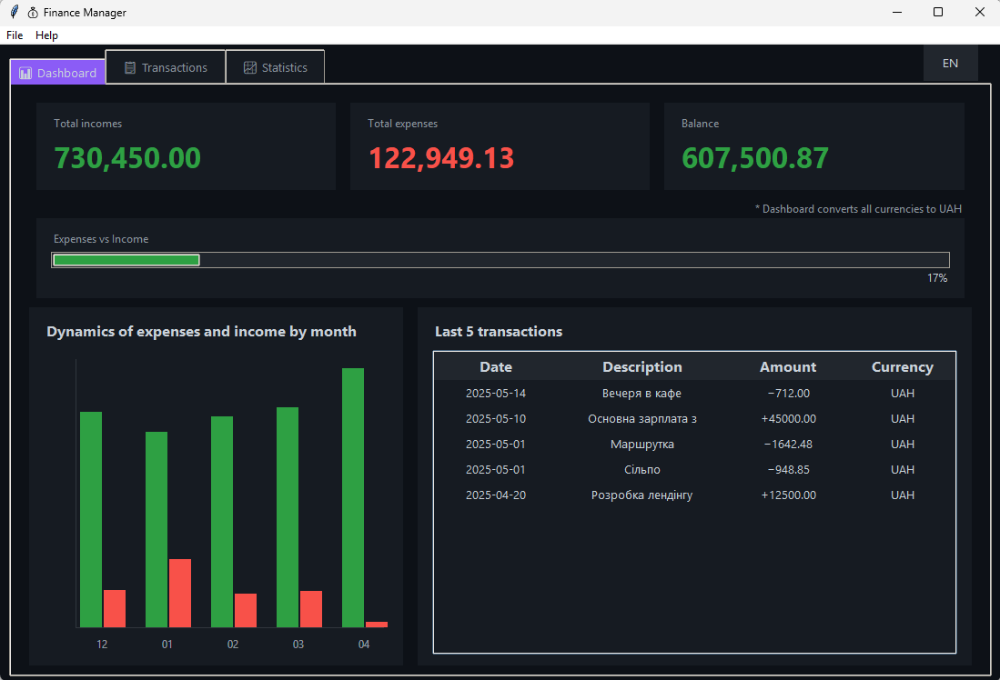 Finance Manager
File Help
Dashboard Transactions Statistics EN
Total incomes Total expenses Balance
730,450.00 122,949.13 607,500.87
* Dashboard converts all currencies to UAH
Expenses vs Income
17%
Dynamics of expenses and income by month
12 01 02 03 04
Last 5 transactions
Date Description Amount Currency
2025-05-14 Вечеря в кафе −712.00 UAH
2025-05-10 Основна зарплата з +45000.00 UAH
2025-05-01 Маршрутка −1642.48 UAH
2025-05-01 Сільпо −948.85 UAH
2025-04-20 Розробка лендінгу +12500.00 UAH